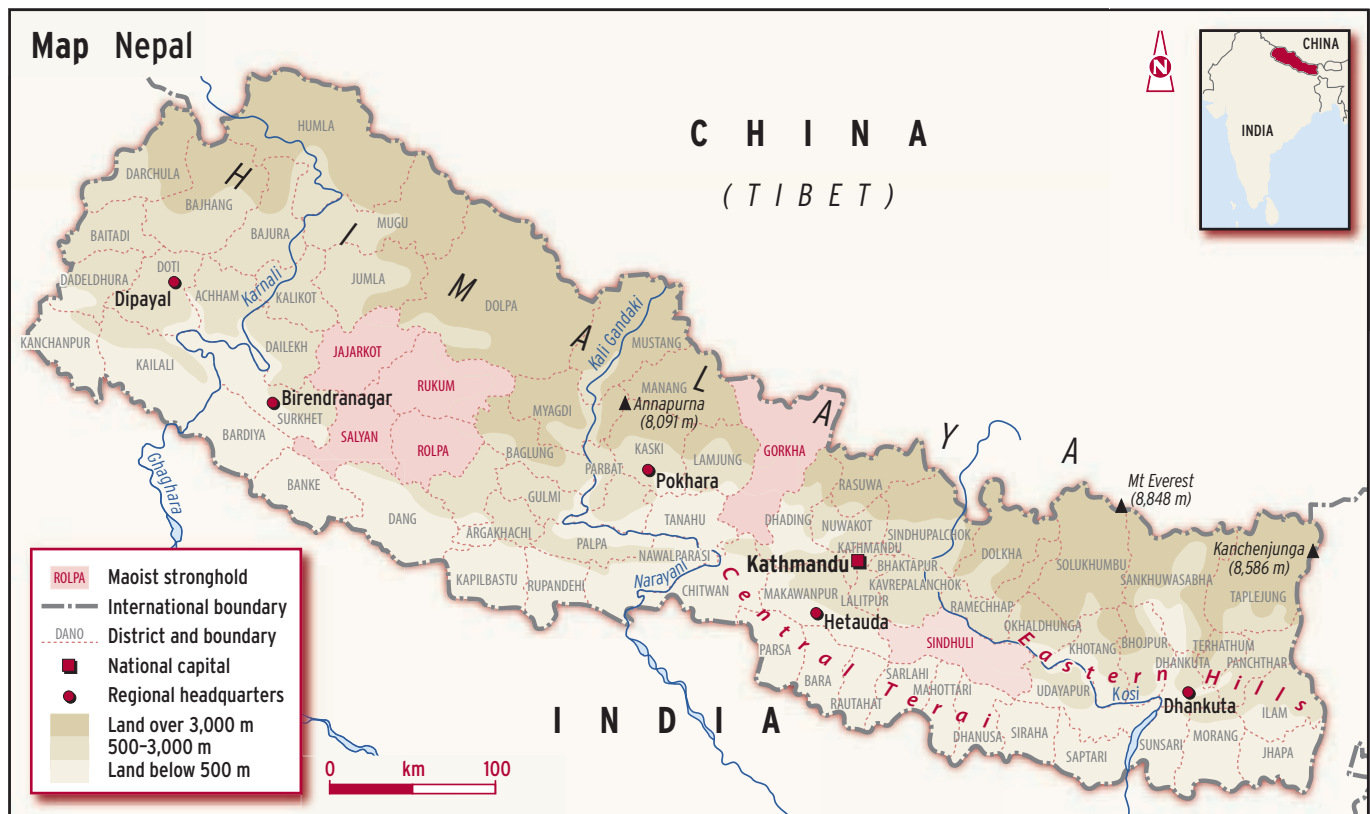 Map Nepal
N
CHINA
INDIA
CHINA
(TIBET)
HIMALAYA
HUMLA
DARCHULA
BAJHANG
MUGU
BAITADI
BAJURA
DOTI
JUMLA
DADELDHURA
Dipayal
ACHHAM
Karnali
KALIKOT
DOLPA
Kali Gandaki
MUSTANG
KANCHANPUR
KAILALI
DAILEKH
JAJARKOT
RUKUM
MANANG
Birendranagar
SURKHET
MYAGDI
Annapurna
(8,091 m)
BARDIYA
SALYAN
ROLPA
BAGLUNG
PARBAT
KASKI
LAMJUNG
GORKHA
Pokhara
RASUWA
Mt Everest
(8,848 m)
Ghaghara
BANKE
DANG
GULMI
TANAHU
DHADING
NUWAKOT
SINDHUPALCHOK
ARGAKHACHI
PALPA
NAWALPARASI
KATHMANDU
DOLKHA
SOLUKHUMBU
SANKHUWASABHA
Kanchenjunga
(8,586 m)
Kathmandu
BHAKTAPUR
KAPILBASTU
RUPANDEHI
Narayani
CHITWAN
MAKAWANPUR
LALITPUR
KAVREPALANCHOK
RAMECHHAP
TAPLEJUNG
Hetauda
OKHALDHUNGA
SINDHULI
KHOTANG
BHOJPUR
TERHATHUM
PARSA
DHANKUTA
PANCHTHAR
Central Terai
Eastern Hills
BARA
SARLAHI
MAHOTTARI
UDAYAPUR
Kosi
Dhankuta
RAUTAHAT
DHANUSA
SIRAHA
SAPTARI
SUNSARI
MORANG
ILAM
JHAPA
INDIA
ROLPA Maoist stronghold
International boundary
DANO District and boundary
National capital
Regional headquarters
Land over 3,000 m
500–3,000 m
Land below 500 m
0 km 100